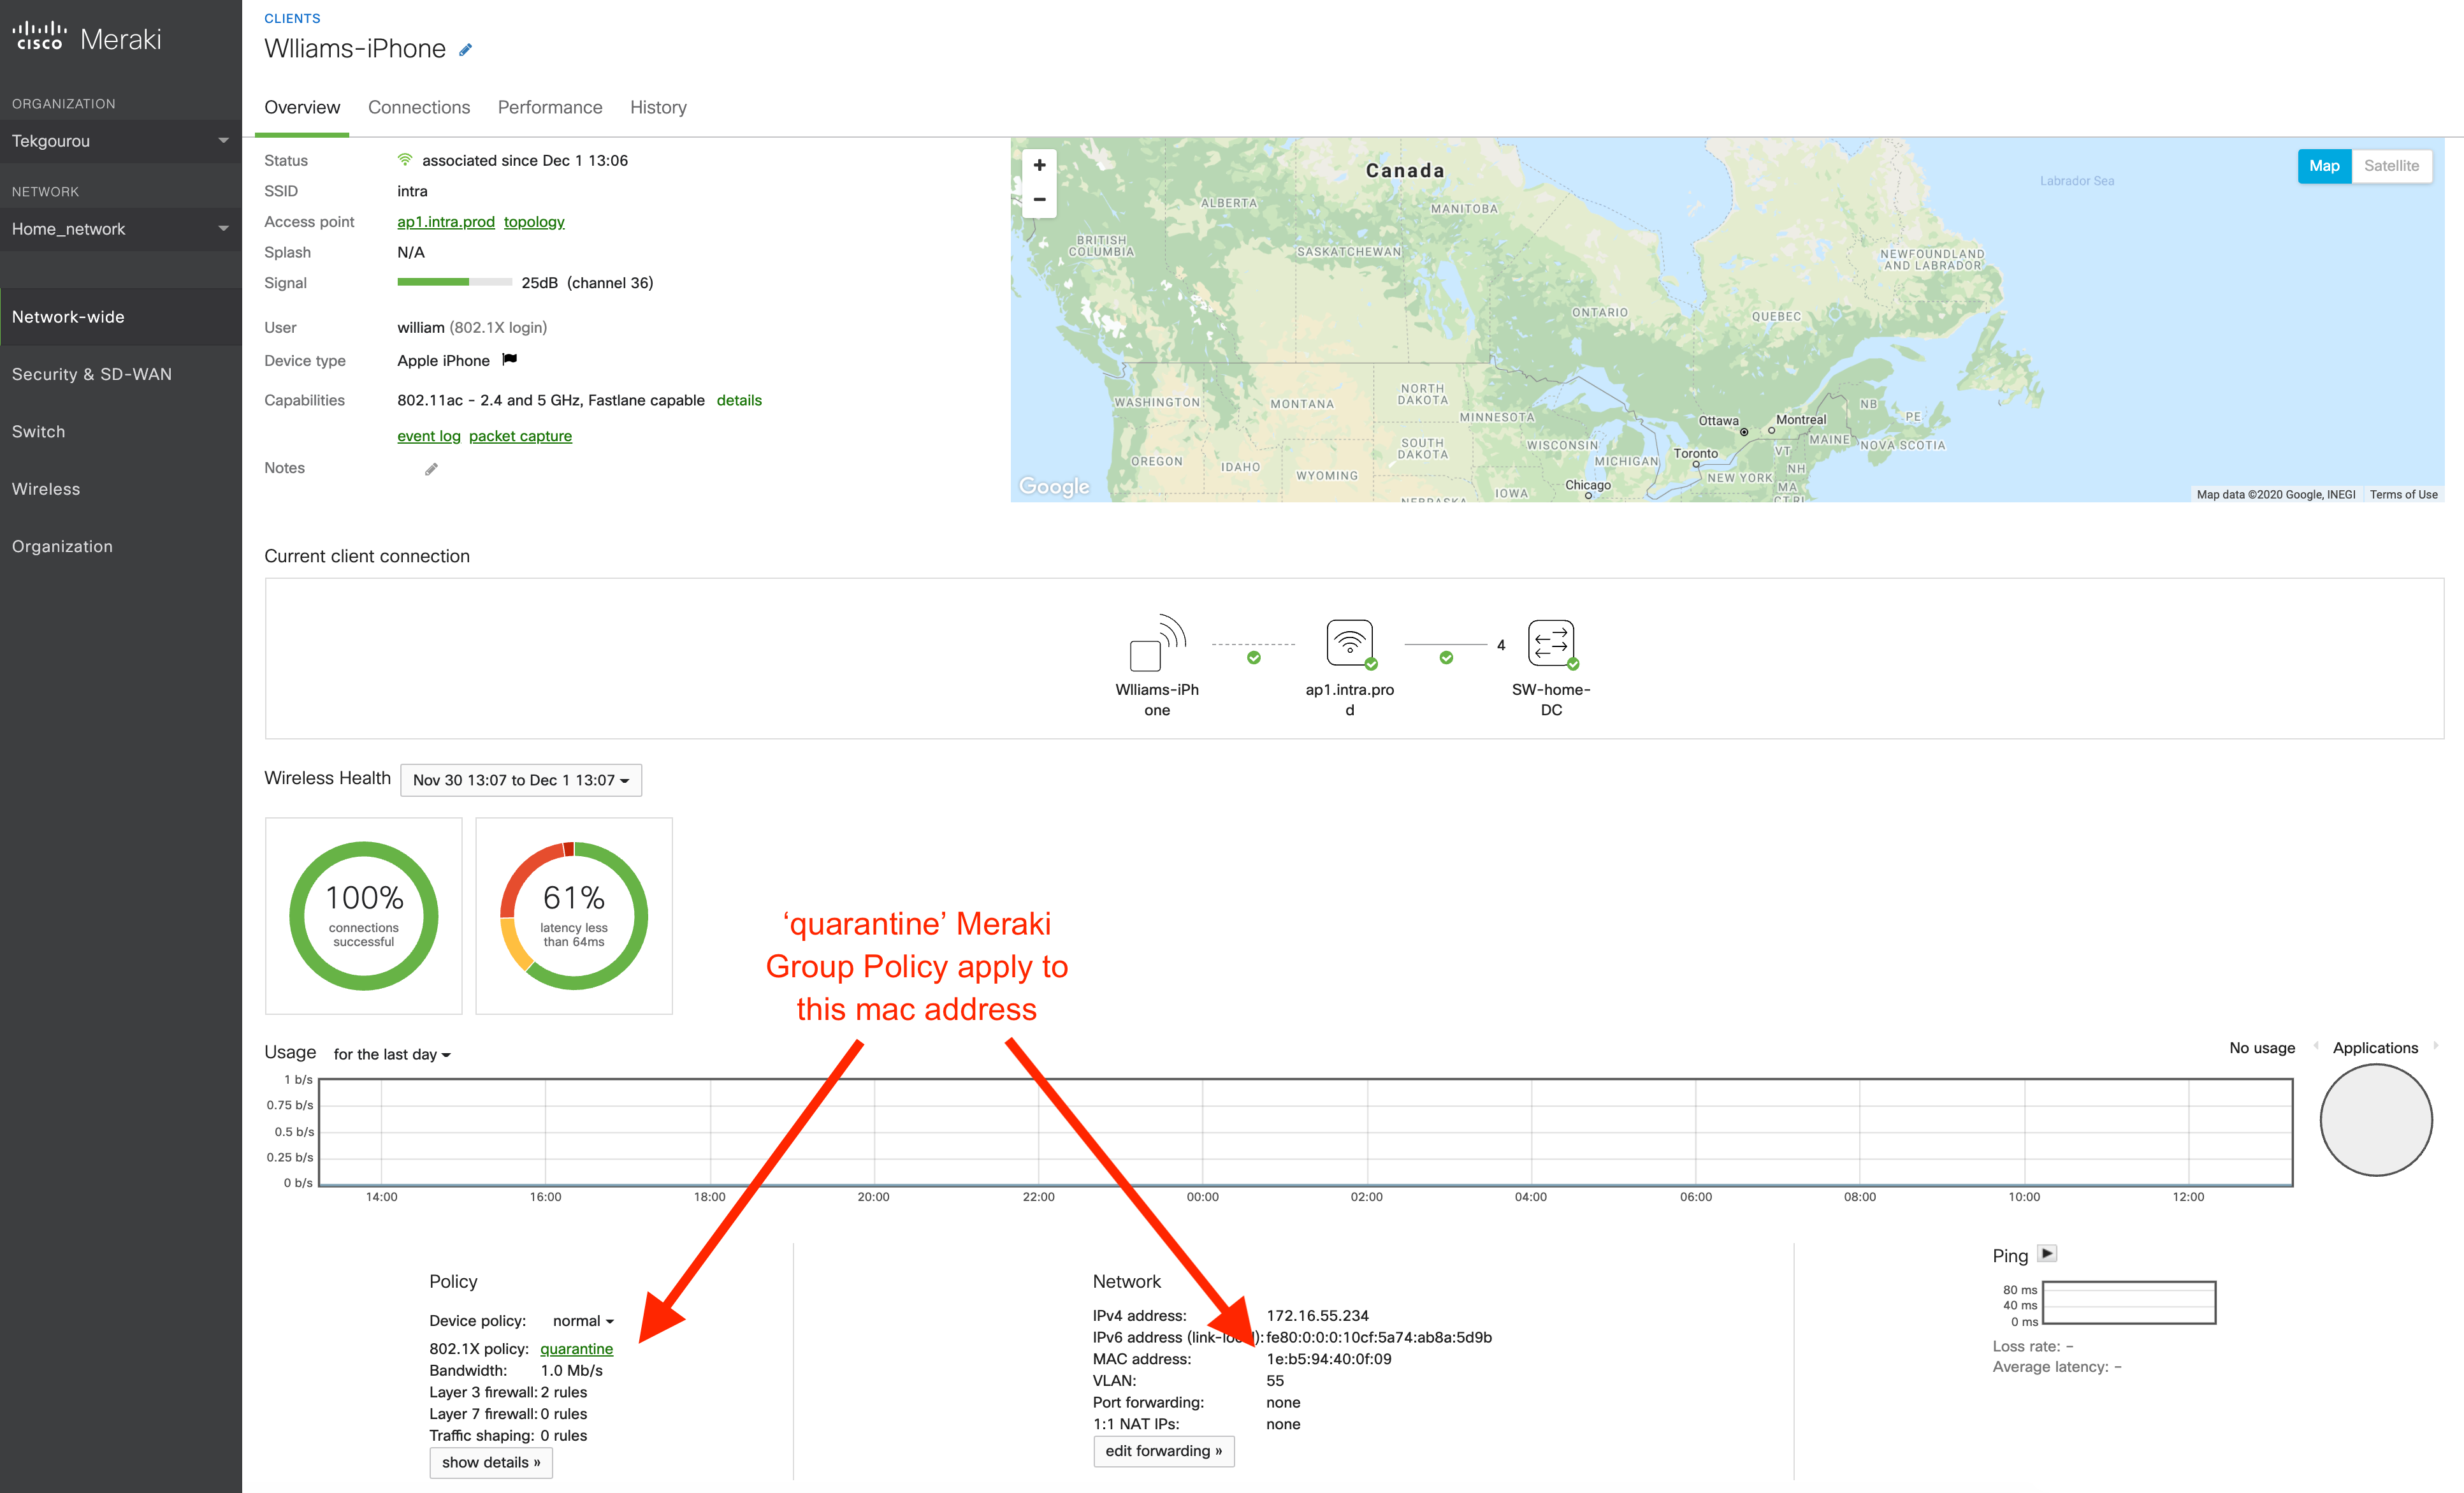 CISCO Meraki
ORGANIZATION
Tekgourou
NETWORK
Home_network
Network-wide
Security & SD-WAN
Switch
Wireless
Organization
CLIENTS
Wlliams-iPhone
Overview Connections Performance History
Status associated since Dec 1 13:06
SSID intra
Access point ap1.intra.prod topology
Splash N/A
Signal 25dB (channel 36)
User william (802.1X login)
Device type Apple iPhone
Capabilities 802.11ac - 2.4 and 5 GHz, Fastlane capable details
event log packet capture
Notes
+
−
Map Satellite
Canada
Labrador Sea
ALBERTA
MANITOBA
BRITISH
COLUMBIA
SASKATCHEWAN
NEWFOUNDLAND
AND LABRADOR
ONTARIO
QUEBEC
WASHINGTON
MONTANA
NORTH
DAKOTA
MINNESOTA
Ottawa
Montreal
NB
PE
MAINE
NOVA SCOTIA
OREGON
IDAHO
WYOMING
SOUTH
DAKOTA
WISCONSIN
MICHIGAN
Toronto
VT
NH
NEW YORK
MA
CT RI
Chicago
IOWA
NEBRASKA
Google
Map data ©2020 Google, INEGI Terms of Use
Current client connection
Wlliams-iPh
one
ap1.intra.pro
d
4
SW-home-
DC
Wireless Health Nov 30 13:07 to Dec 1 13:07
100%
connections
successful
61%
latency less
than 64ms
‘quarantine’ Meraki
Group Policy apply to
this mac address
Usage for the last day
No usage Applications
1 b/s
0.75 b/s
0.5 b/s
0.25 b/s
0 b/s
14:00 16:00 18:00 20:00 22:00 00:00 02:00 04:00 06:00 08:00 10:00 12:00
Policy
Device policy: normal
802.1X policy: quarantine
Bandwidth: 1.0 Mb/s
Layer 3 firewall: 2 rules
Layer 7 firewall: 0 rules
Traffic shaping: 0 rules
show details »
Network
IPv4 address: 172.16.55.234
IPv6 address (link-local): fe80:0:0:0:10cf:5a74:ab8a:5d9b
MAC address: 1e:b5:94:40:0f:09
VLAN: 55
Port forwarding: none
1:1 NAT IPs: none
edit forwarding »
Ping
80 ms
40 ms
0 ms
Loss rate: –
Average latency: –